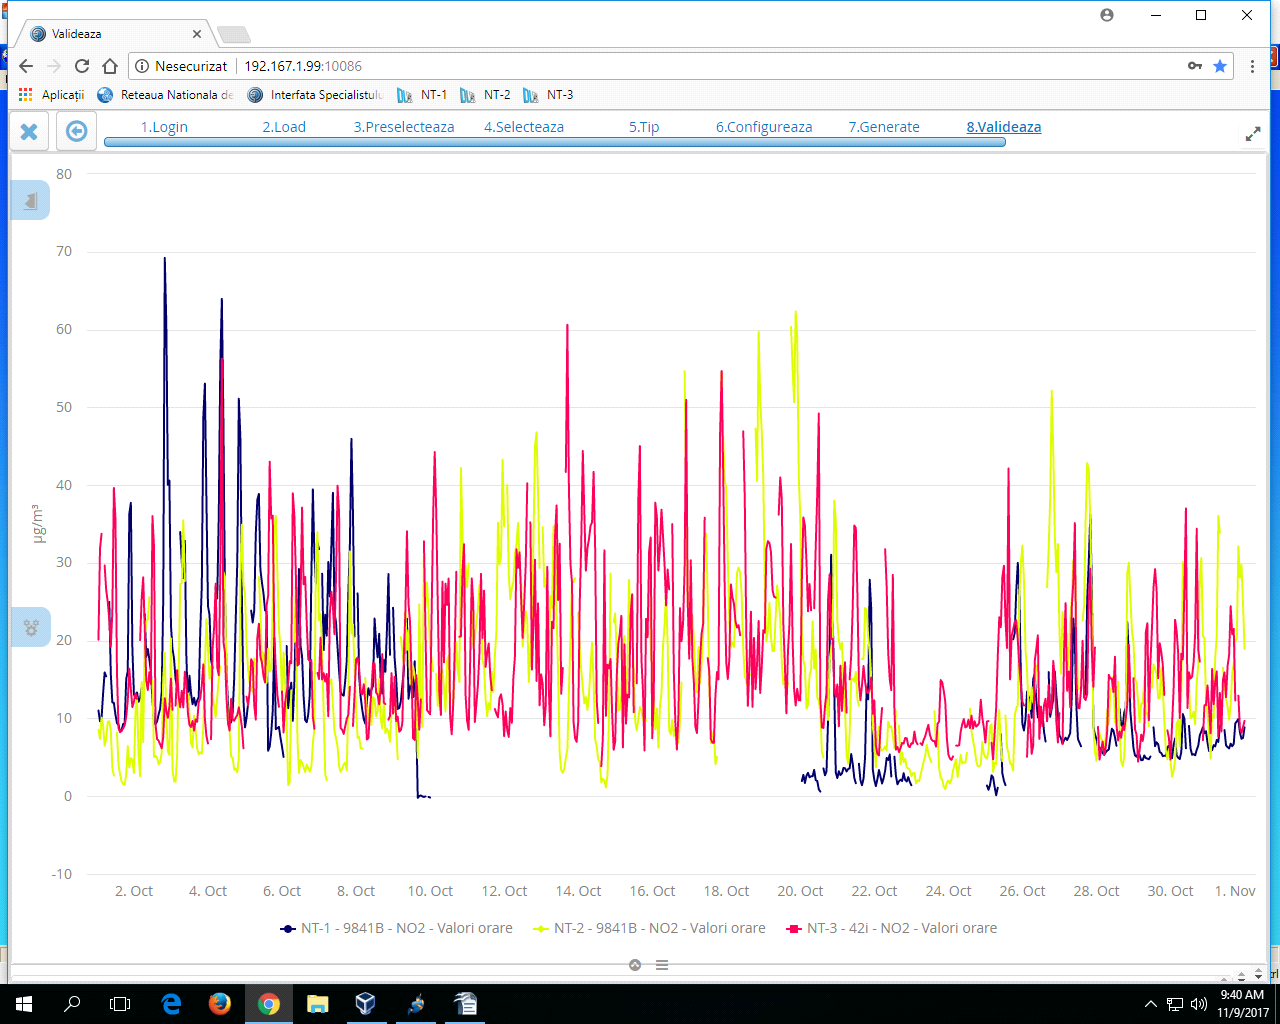 Valideaza
Nesecurizat 192.167.1.99:10086
Aplicații Reteaua Nationala de Interfata Specialistulu NT-1 NT-2 NT-3
1.Login 2.Load 3.Preselecteaza 4.Selecteaza 5.Tip 6.Configureaza 7.Generate 8.Valideaza
80
70
60
50
40
30
20
10
0
-10
µg/m³
2. Oct 4. Oct 6. Oct 8. Oct 10. Oct 12. Oct 14. Oct 16. Oct 18. Oct 20. Oct 22. Oct 24. Oct 26. Oct 28. Oct 30. Oct 1. Nov
NT-1 - 9841B - NO2 - Valori orare NT-2 - 9841B - NO2 - Valori orare NT-3 - 42i - NO2 - Valori orare
9:40 AM
11/9/2017